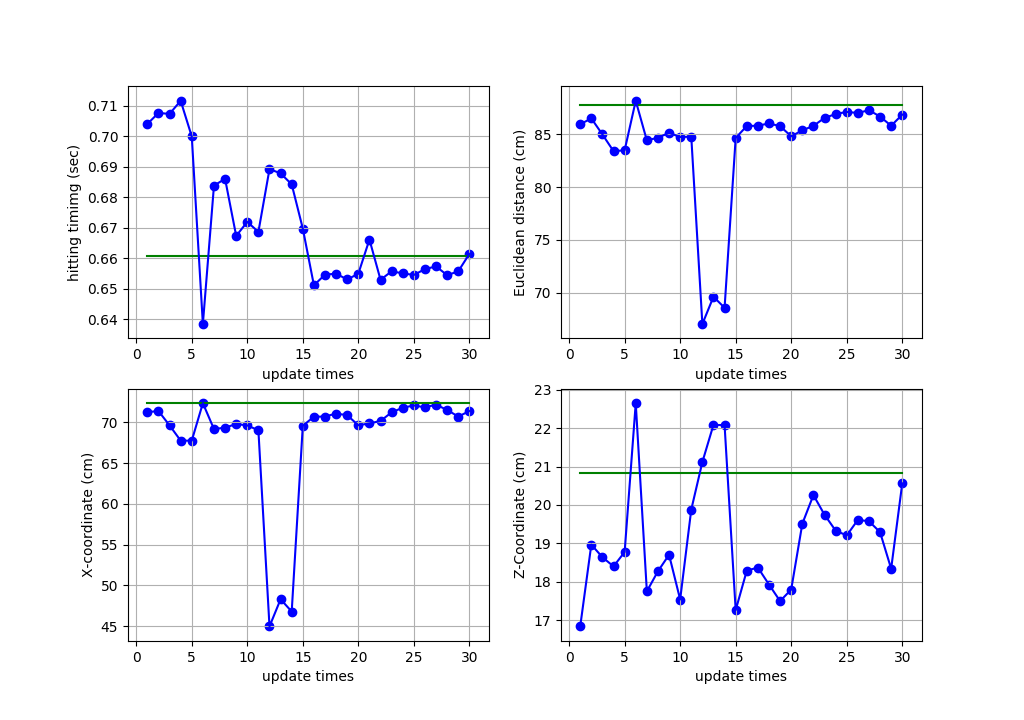 hitting timimg (sec)
0.71
0.70
0.69
0.68
0.67
0.66
0.65
0.64
0 5 10 15 20 25 30
update times
Euclidean distance (cm)
85
80
75
70
0 5 10 15 20 25 30
update times
X-coordinate (cm)
70
65
60
55
50
45
0 5 10 15 20 25 30
update times
Z-Coordinate (cm)
23
22
21
20
19
18
17
0 5 10 15 20 25 30
update times